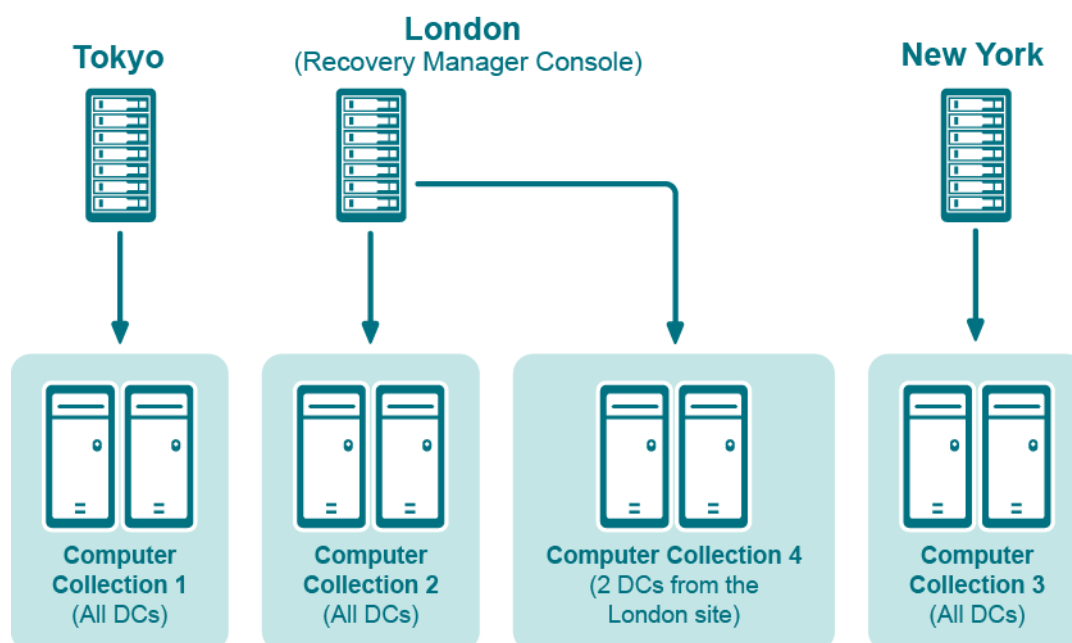 Tokyo
London
(Recovery Manager Console)
New York
Computer
Collection 1
(All DCs)
Computer
Collection 2
(All DCs)
Computer Collection 4
(2 DCs from the
London site)
Computer
Collection 3
(All DCs)